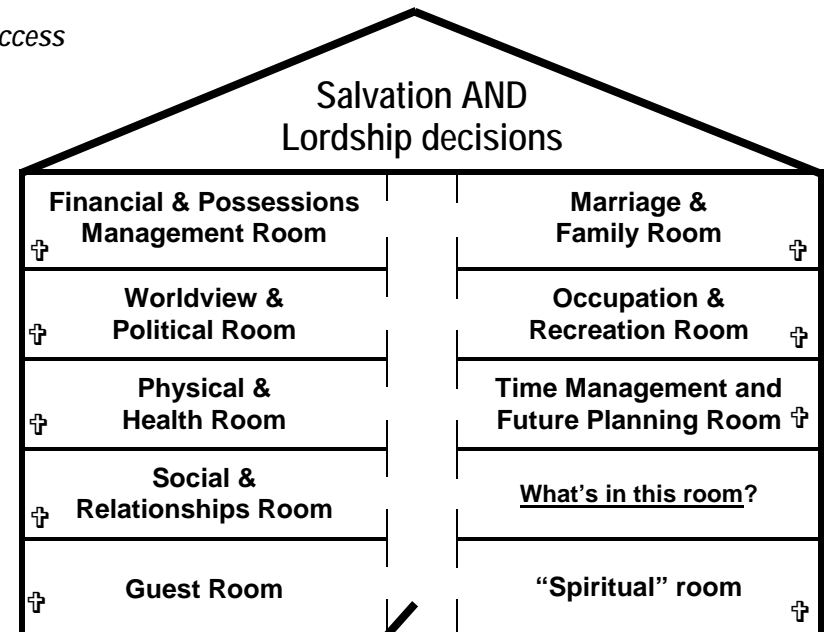 ccess
Salvation AND
Lordship decisions
Financial & Possessions
Management Room
Marriage &
Family Room
Worldview &
Political Room
Occupation &
Recreation Room
Physical &
Health Room
Time Management and
Future Planning Room
Social &
Relationships Room
What's in this room?
Guest Room
“Spiritual” room